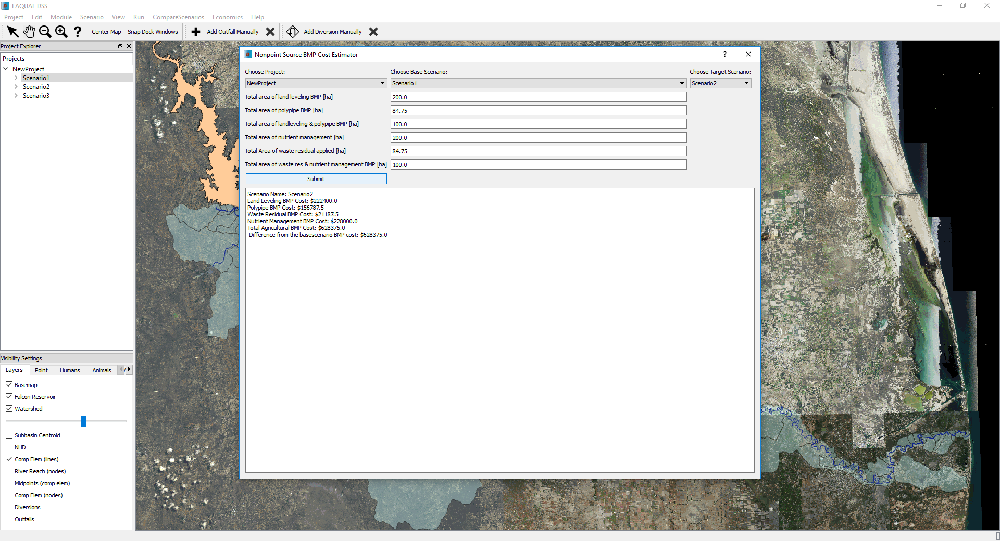 LAQUAL DSS
Project Edit Module Scenario View Run CompareScenarios Economics Help
Center Map Snap Dock Windows Add Outfall Manually Add Diversion Manually
Project Explorer
Projects
NewProject
Scenario1
Scenario2
Scenario3
Nonpoint Source BMP Cost Estimator
Choose Project: Choose Base Scenario: Choose Target Scenario:
NewProject Scenario1 Scenario2
Total area of land leveling BMP [ha] 200.0
Total area of polypipe BMP [ha] 84.75
Total area of landleveling & polypipe BMP [ha] 100.0
Total area of nutrient management [ha] 200.0
Total Area of waste residual applied [ha] 84.75
Total area of waste res & nutrient management BMP [ha] 100.0
Submit
Scenario Name: Scenario2
Land Leveling BMP Cost: $222400.0
Polypipe BMP Cost: $156787.5
Waste Residual BMP Cost: $21187.5
Nutrient Management BMP Cost: $228000.0
Total Agricultural BMP Cost: $628375.0
Difference from the basescenario BMP cost: $628375.0
Visibility Settings
Layers Point Humans Animals
Basemap
Falcon Reservoir
Watershed
Subbasin Centroid
NHD
Comp Elem (lines)
River Reach (nodes)
Midpoints (comp elem)
Comp Elem (nodes)
Diversions
Outfalls